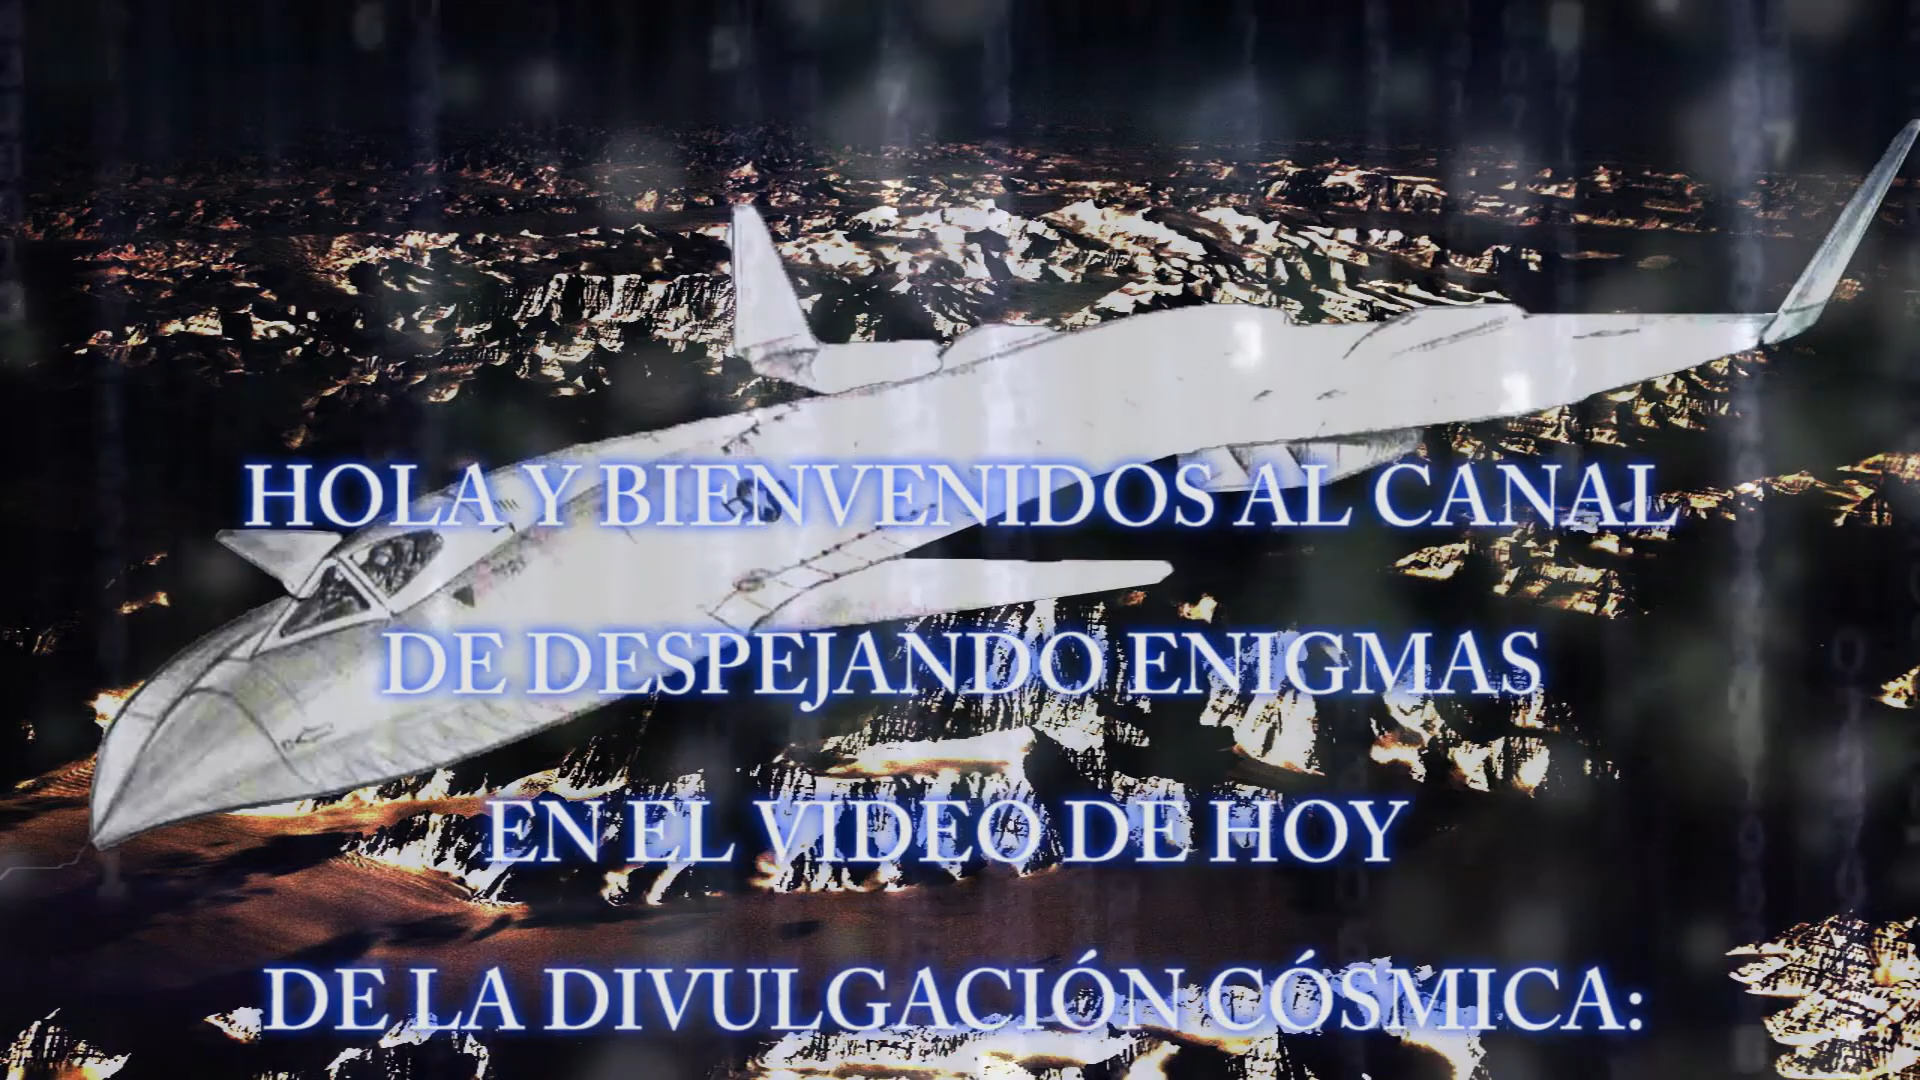 HOLA Y BIENVENIDOS AL CANAL
DE DESPEJANDO ENIGMAS
EN EL VIDEO DE HOY
DE LA DIVULGACIÓN CÓSMICA: